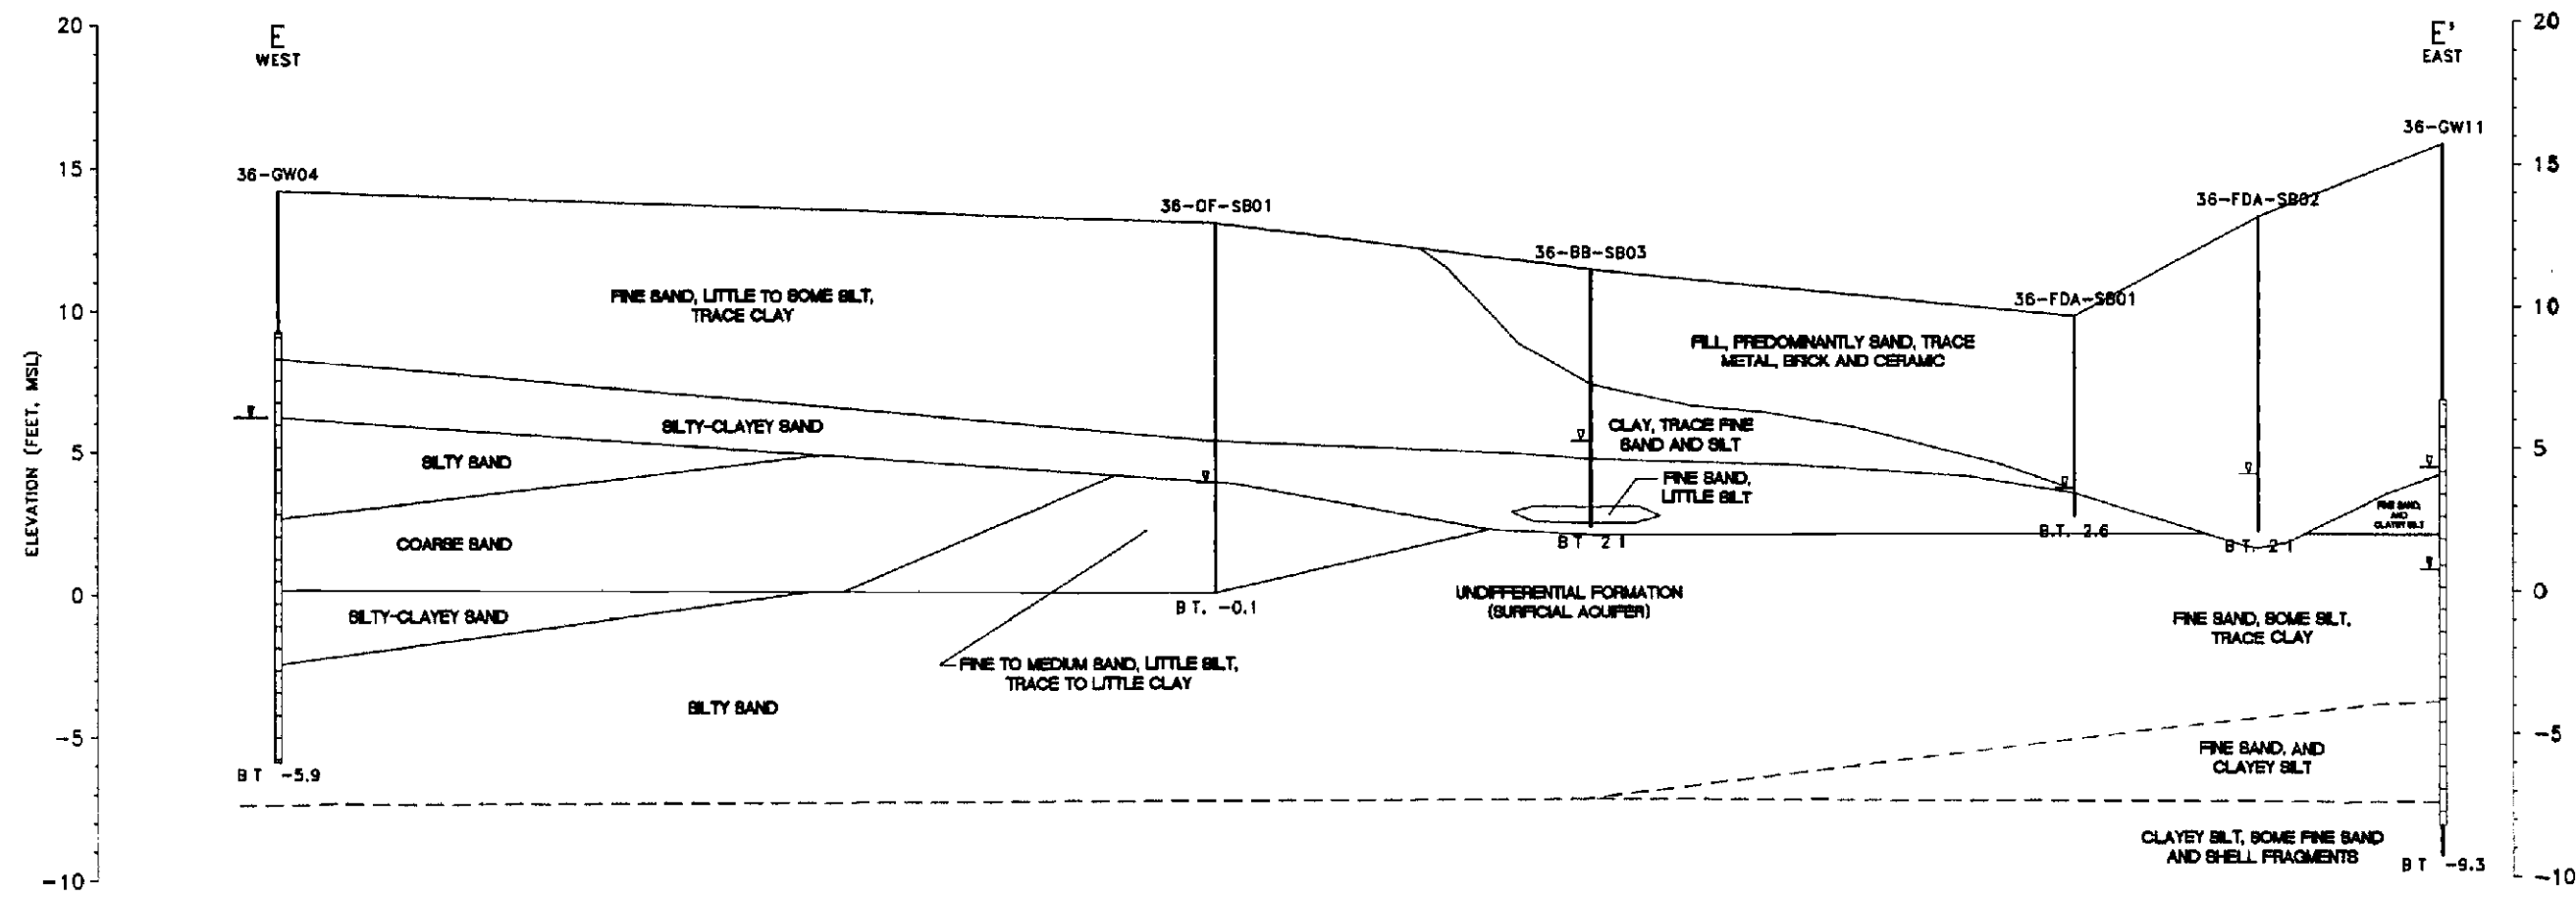 20
20
E
WEST
E'
EAST
36-GW11
15
15
36-GW04
36-OF-SB01
36-FDA-SB02
36-BB-SB03
36-FDA-SB01
10
10
FINE SAND, LITTLE TO SOME SILT,
TRACE CLAY
FILL, PREDOMINANTLY SAND, TRACE
METAL, BRICK AND CERAMIC
ELEVATION (FEET, MSL)
SILTY-CLAYEY SAND
CLAY, TRACE FINE
SAND AND SILT
5
5
SILTY SAND
FINE SAND,
LITTLE SILT
FINE SAND,
AND
CLAYEY SILT
COARSE SAND
B T 2 1
B.T. 2.6
B T. 2 1
0
0
SILTY-CLAYEY SAND
B T. -0.1
UNDIFFERENTIAL FORMATION
(SURFICIAL AQUIFER)
FINE SAND, SOME SILT,
TRACE CLAY
FINE TO MEDIUM SAND, LITTLE SILT,
TRACE TO LITTLE CLAY
SILTY SAND
-5
-5
FINE SAND, AND
CLAYEY SILT
B T -5.9
CLAYEY SILT, SOME FINE SAND
AND SHELL FRAGMENTS
B T -9.3
-10
-10